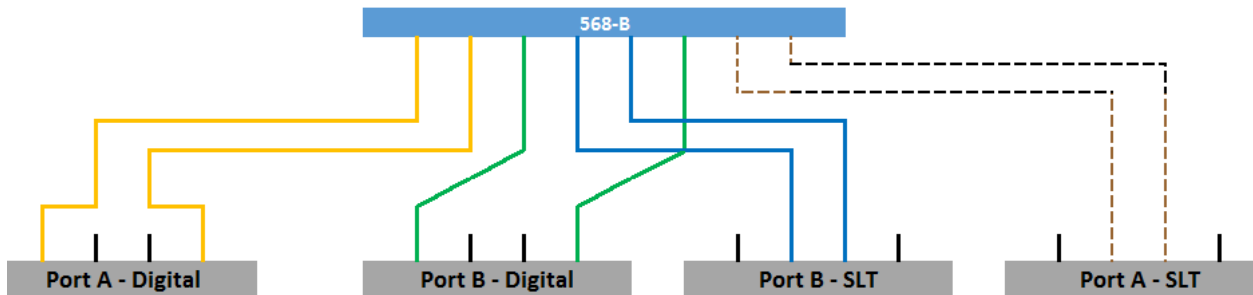 568-B
Port A - Digital
Port B - Digital
Port B - SLT
Port A - SLT